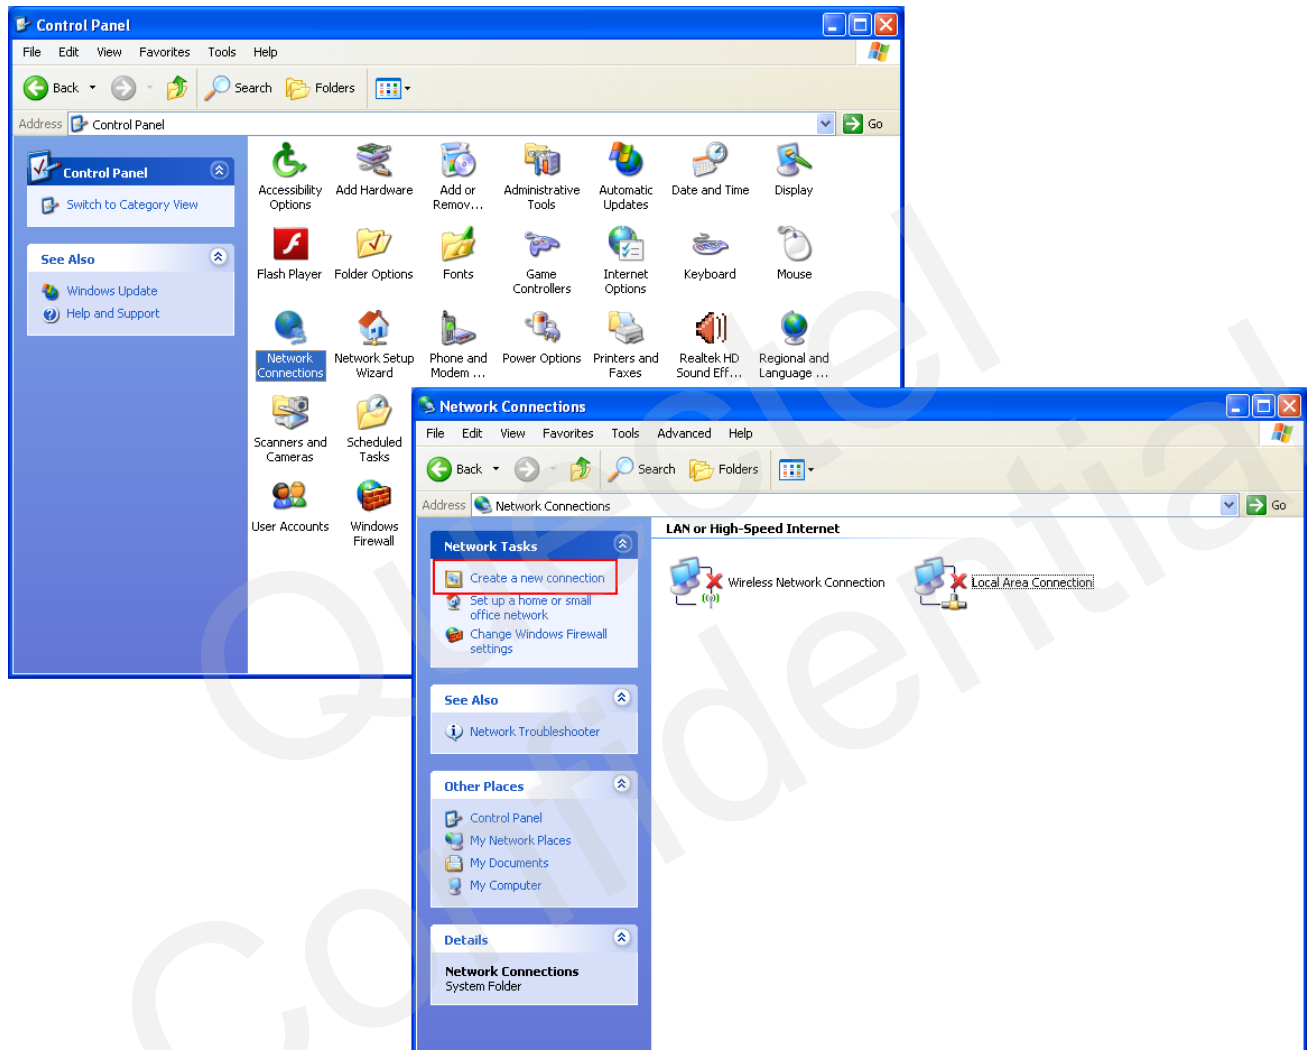 Control Panel
File Edit View Favorites Tools Help
Back Search Folders
Address Control Panel Go
Control Panel
Switch to Category View
See Also
Windows Update
Help and Support
Accessibility Options
Add Hardware
Add or Remov...
Administrative Tools
Automatic Updates
Date and Time
Display
Flash Player
Folder Options
Fonts
Game Controllers
Internet Options
Keyboard
Mouse
Network Connections
Network Setup Wizard
Phone and Modem ...
Power Options
Printers and Faxes
Realtek HD Sound Eff...
Regional and Language ...
Scanners and Cameras
Scheduled Tasks
User Accounts
Windows Firewall
Network Connections
File Edit View Favorites Tools Advanced Help
Back Search Folders
Address Network Connections Go
Network Tasks
Create a new connection
Set up a home or small
office network
Change Windows Firewall
settings
See Also
Network Troubleshooter
Other Places
Control Panel
My Network Places
My Documents
My Computer
Details
Network Connections
System Folder
LAN or High-Speed Internet
Wireless Network Connection
Local Area Connection
Quectel
Confidential